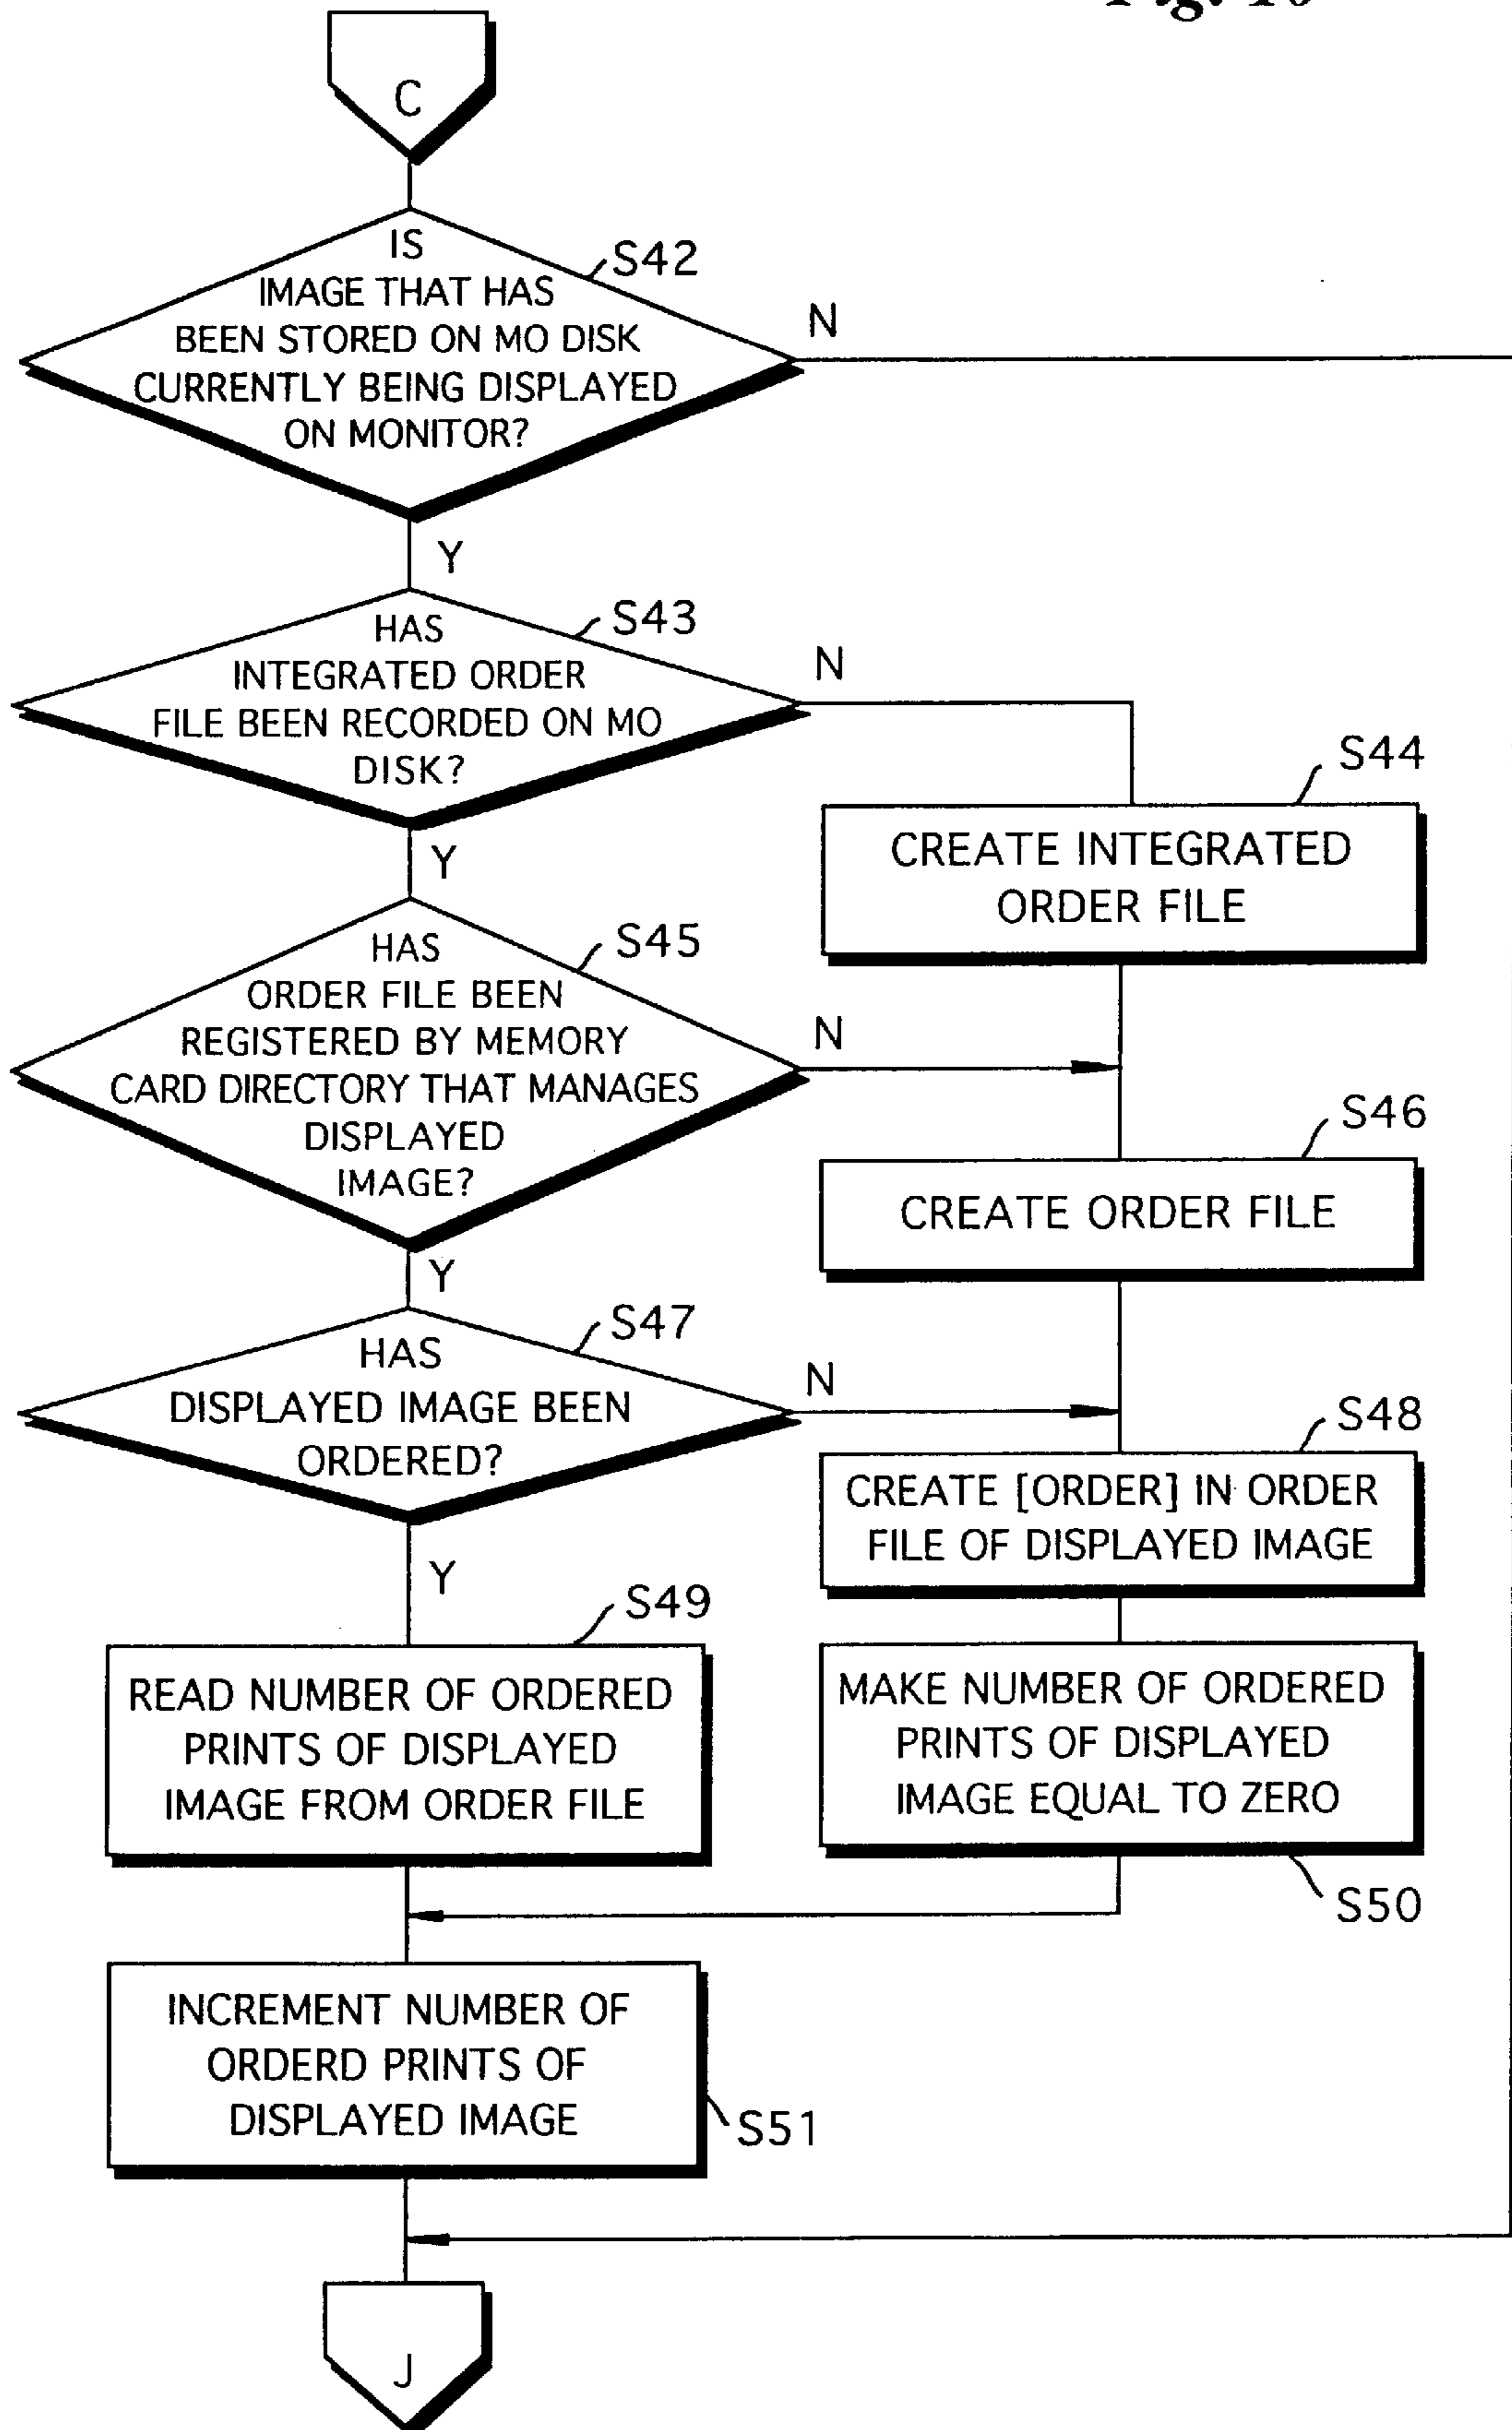 C
IS
IMAGE THAT HAS
BEEN STORED ON MO DISK
CURRENTLY BEING DISPLAYED
ON MONITOR?
S42
N
Y
HAS
INTEGRATED ORDER
FILE BEEN RECORDED ON MO
DISK?
S43
N
Y
S44
CREATE INTEGRATED
ORDER FILE
HAS
ORDER FILE BEEN
REGISTERED BY MEMORY
CARD DIRECTORY THAT MANAGES
DISPLAYED
IMAGE?
S45
N
Y
S46
CREATE ORDER FILE
HAS
DISPLAYED IMAGE BEEN
ORDERED?
S47
N
Y
S48
CREATE [ORDER] IN ORDER
FILE OF DISPLAYED IMAGE
S49
READ NUMBER OF ORDERED
PRINTS OF DISPLAYED
IMAGE FROM ORDER FILE
MAKE NUMBER OF ORDERED
PRINTS OF DISPLAYED
IMAGE EQUAL TO ZERO
S50
INCREMENT NUMBER OF
ORDERD PRINTS OF
DISPLAYED IMAGE
S51
J